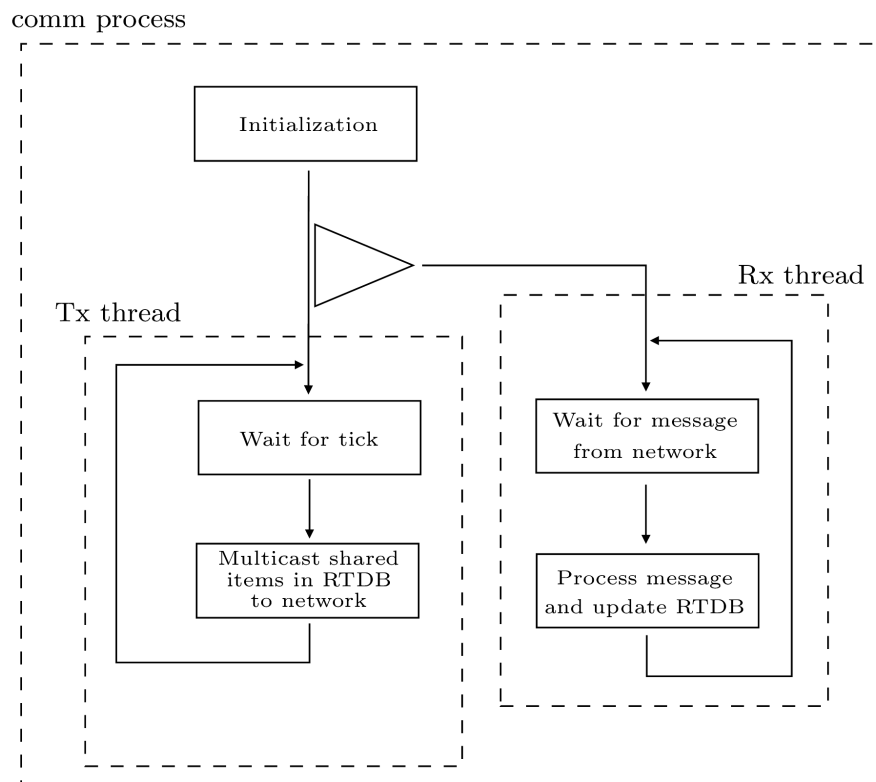 comm process
Initialization
Rx thread
Tx thread
Wait for tick
Wait for message
from network
Multicast shared
items in RTDB
to network
Process message
and update RTDB